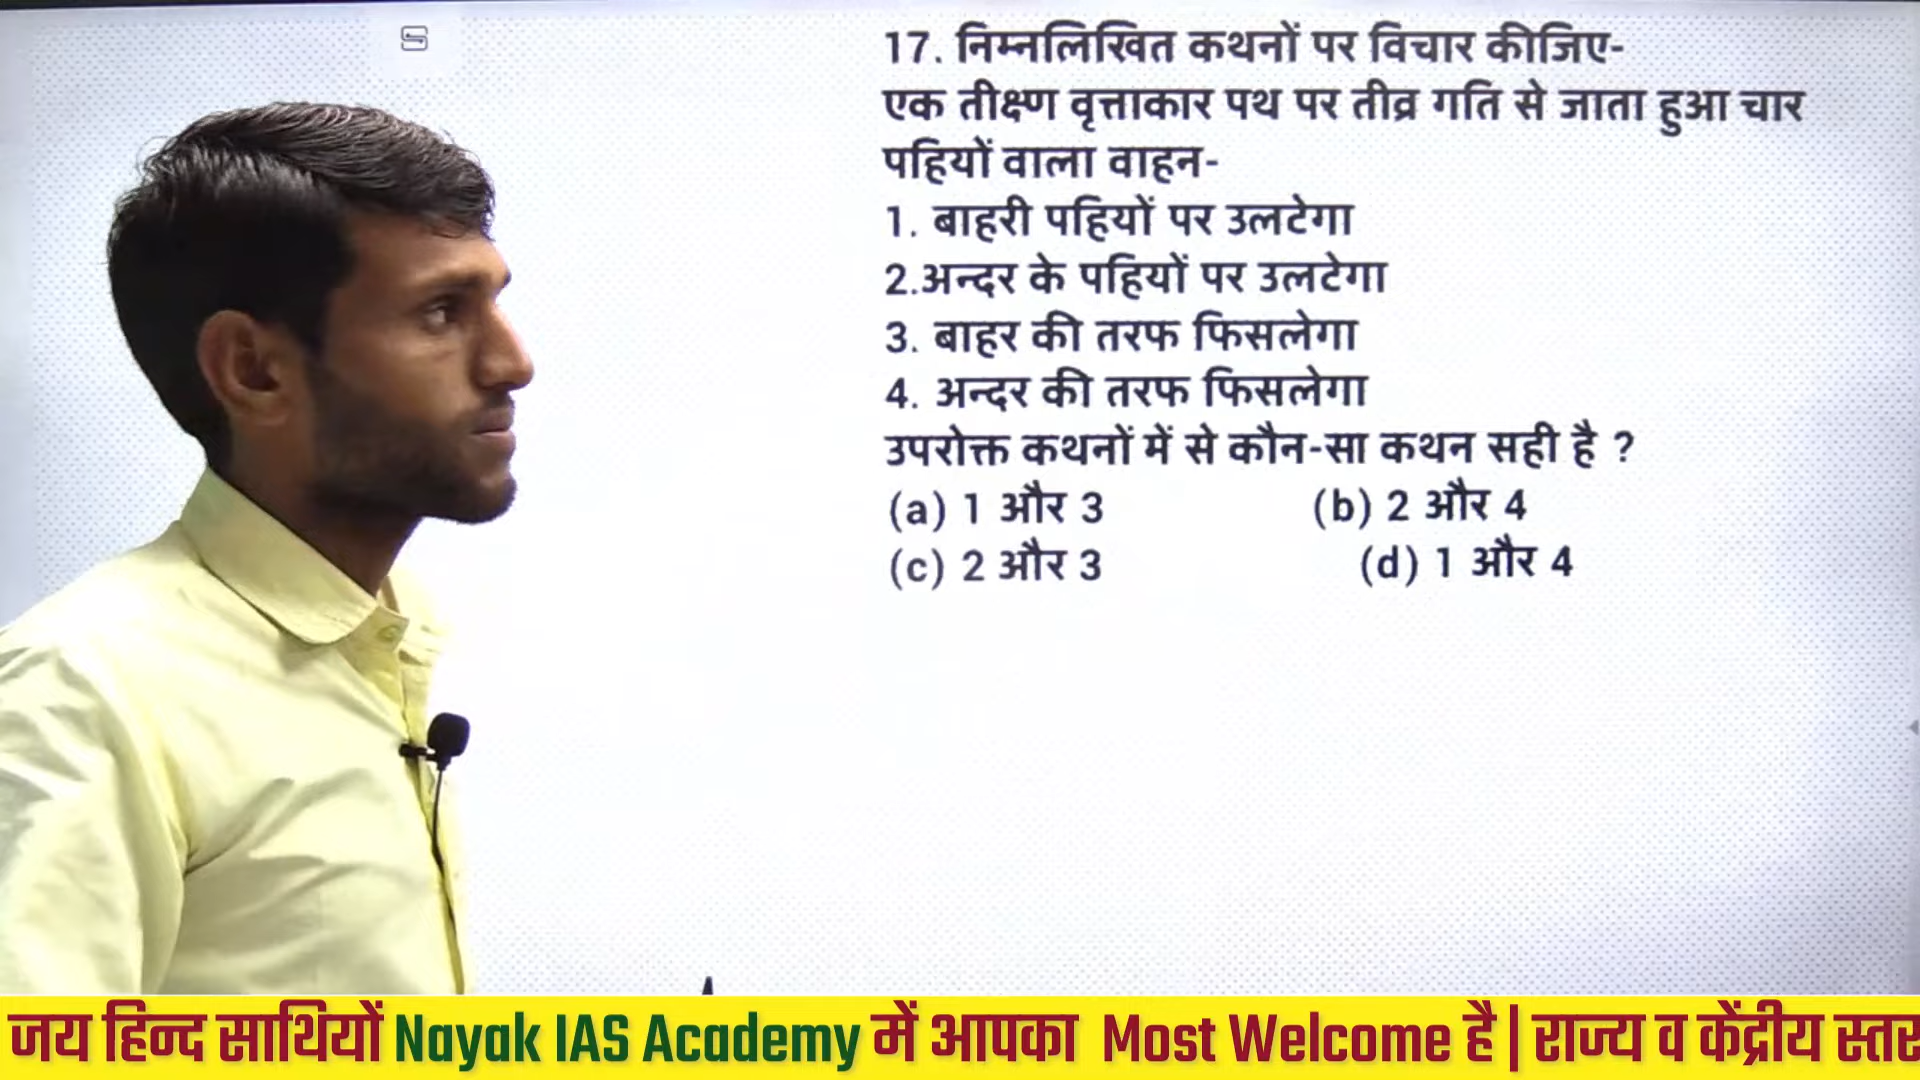 17. निम्नलिखित कथनों पर विचार कीजिए-
एक तीक्ष्ण वृत्ताकार पथ पर तीव्र गति से जाता हुआ चार
पहियों वाला वाहन-
1. बाहरी पहियों पर उलटेगा
2.अन्दर के पहियों पर उलटेगा
3. बाहर की तरफ फिसलेगा
4. अन्दर की तरफ फिसलेगा
उपरोक्त कथनों में से कौन-सा कथन सही है ?
(a) 1 और 3 (b) 2 और 4
(c) 2 और 3 (d) 1 और 4
जय हिन्द साथियों Nayak IAS Academy में आपका Most Welcome है | राज्य व केंद्रीय स्तर